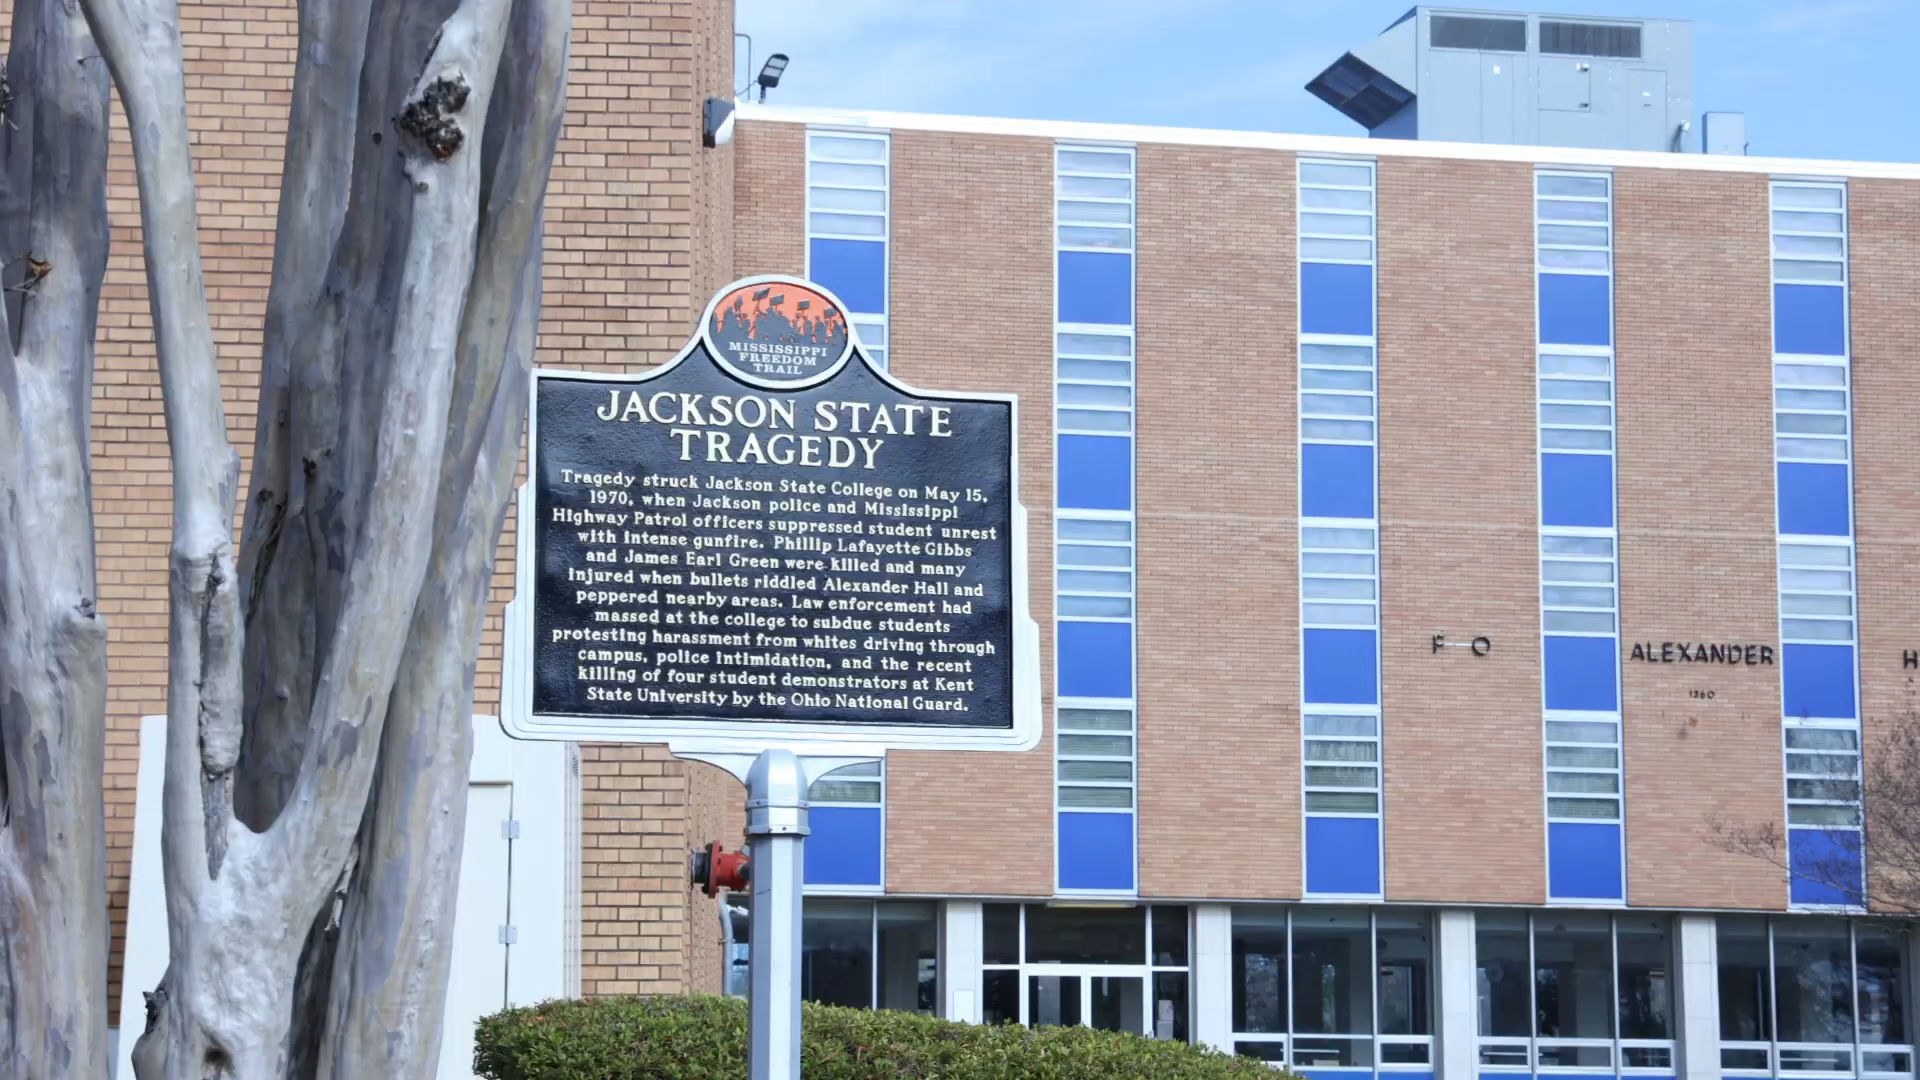 MISSISSIPPI
FREEDOM
TRAIL
JACKSON STATE
TRAGEDY
Tragedy struck Jackson State College on May 15,
1970, when Jackson police and Mississippi
Highway Patrol officers suppressed student unrest
with intense gunfire. Phillip Lafayette Gibbs
and James Earl Green were killed and many
injured when bullets riddled Alexander Hall and
peppered nearby areas. Law enforcement had
massed at the college to subdue students
protesting harassment from whites driving through
campus, police intimidation, and the recent
killing of four student demonstrators at Kent
State University by the Ohio National Guard.
F O ALEXANDER H